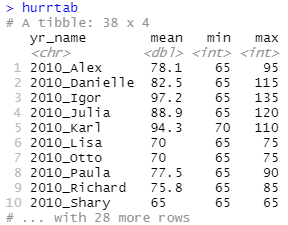 > hurrtab
# A tibble: 38 x 4
yr_name mean min max
<chr> <dbl> <int> <int>
1 2010_Alex 78.1 65 95
2 2010_Danielle 82.5 65 115
3 2010_Igor 97.2 65 135
4 2010_Julia 88.9 65 120
5 2010_Karl 94.3 70 110
6 2010_Lisa 70 65 75
7 2010_Otto 70 65 75
8 2010_Paula 77.5 65 90
9 2010_Richard 75.8 65 85
10 2010_Shary 65 65 65
# ... with 28 more rows